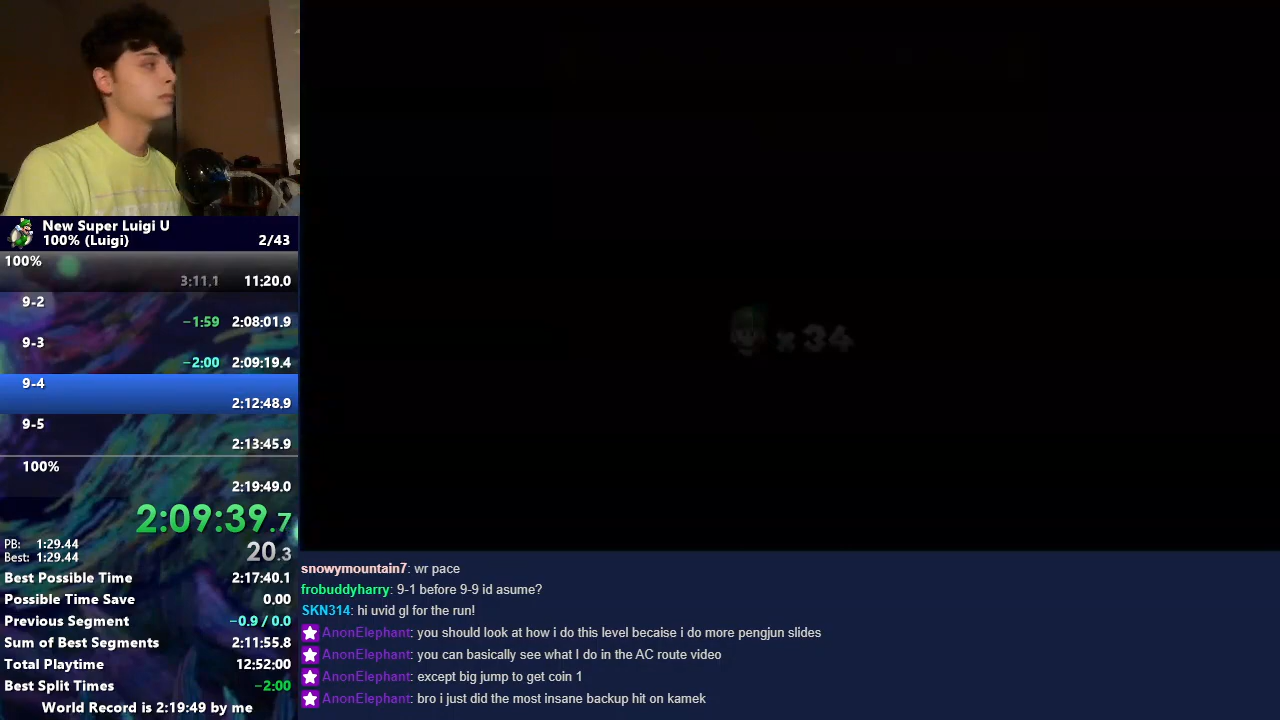 New Super Luigi U
100% (Luigi)
2/43
100%
3:11.1 11:20.0
9-2
-1:59 2:08:01.9
9-3
-2:00 2:09:19.4
9-4
2:12:48.9
9-5
2:13:45.9
100%
2:19:49.0
2:09:39.7
PB: 1:29.44
Best: 1:29.44
20.3
Best Possible Time 2:17:40.1
Possible Time Save 0.00
Previous Segment -0.9 / 0.0
Sum of Best Segments 2:11:55.8
Total Playtime 12:52:00
Best Split Times -2:00
World Record is 2:19:49 by me
x 34
snowymountain7: wr pace
frobuddyharry: 9-1 before 9-9 id asume?
SKN314: hi uvid gl for the run!
AnonElephant: you should look at how i do this level becaise i do more pengjun slides
AnonElephant: you can basically see what I do in the AC route video
AnonElephant: except big jump to get coin 1
AnonElephant: bro i just did the most insane backup hit on kamek